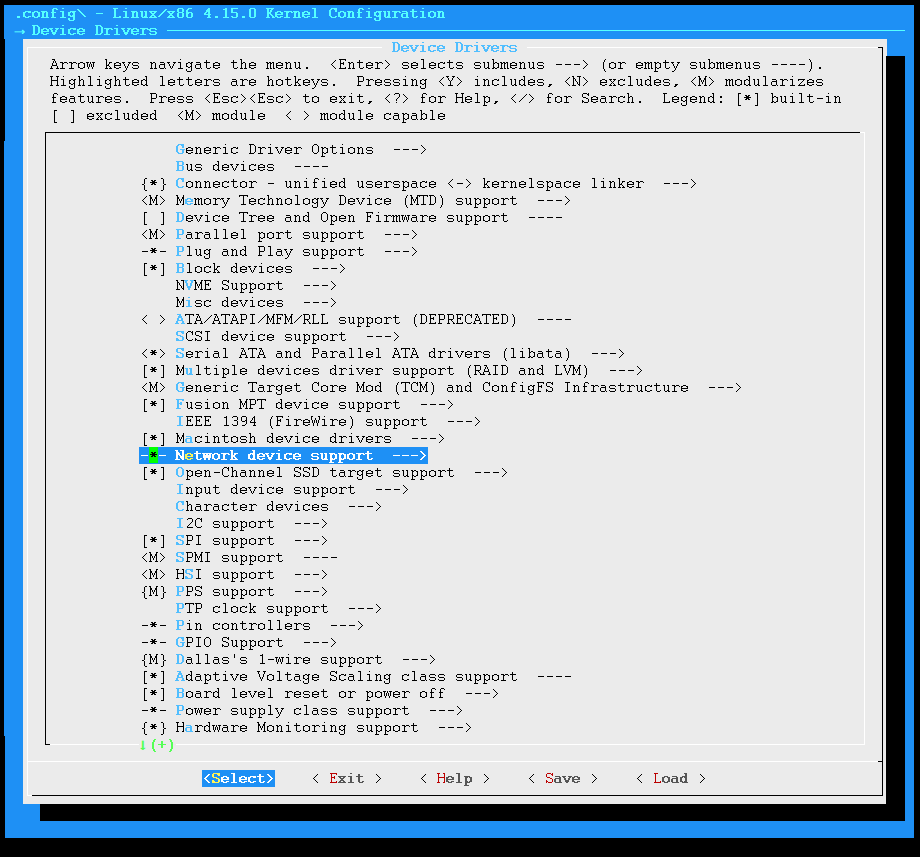 .config\ - Linux/x86 4.15.0 Kernel Configuration
→ Device Drivers
Device Drivers
Arrow keys navigate the menu.  <Enter> selects submenus ---> (or empty submenus ----).
Highlighted letters are hotkeys.  Pressing <Y> includes, <N> excludes, <M> modularizes
features.  Press <Esc><Esc> to exit, <?> for Help, </> for Search.  Legend: [*] built-in
[ ] excluded  <M> module  < > module capable
Generic Driver Options  --->
Bus devices  ----
{*} Connector - unified userspace <-> kernelspace linker  --->
<M> Memory Technology Device (MTD) support  --->
[ ] Device Tree and Open Firmware support  ----
<M> Parallel port support  --->
-*- Plug and Play support  --->
[*] Block devices  --->
NVME Support  --->
Misc devices  --->
< > ATA/ATAPI/MFM/RLL support (DEPRECATED)  ----
SCSI device support  --->
<*> Serial ATA and Parallel ATA drivers (libata)  --->
[*] Multiple devices driver support (RAID and LVM)  --->
<M> Generic Target Core Mod (TCM) and ConfigFS Infrastructure  --->
[*] Fusion MPT device support  --->
IEEE 1394 (FireWire) support  --->
[*] Macintosh device drivers  --->
-*- Network device support  --->
[*] Open-Channel SSD target support  --->
Input device support  --->
Character devices  --->
I2C support  --->
[*] SPI support  --->
<M> SPMI support  ----
<M> HSI support  --->
{M} PPS support  --->
PTP clock support  --->
-*- Pin controllers  --->
-*- GPIO Support  --->
{M} Dallas's 1-wire support  --->
[*] Adaptive Voltage Scaling class support  ----
[*] Board level reset or power off  --->
-*- Power supply class support  --->
{*} Hardware Monitoring support  --->
↓(+)
<Select>    < Exit >    < Help >    < Save >    < Load >